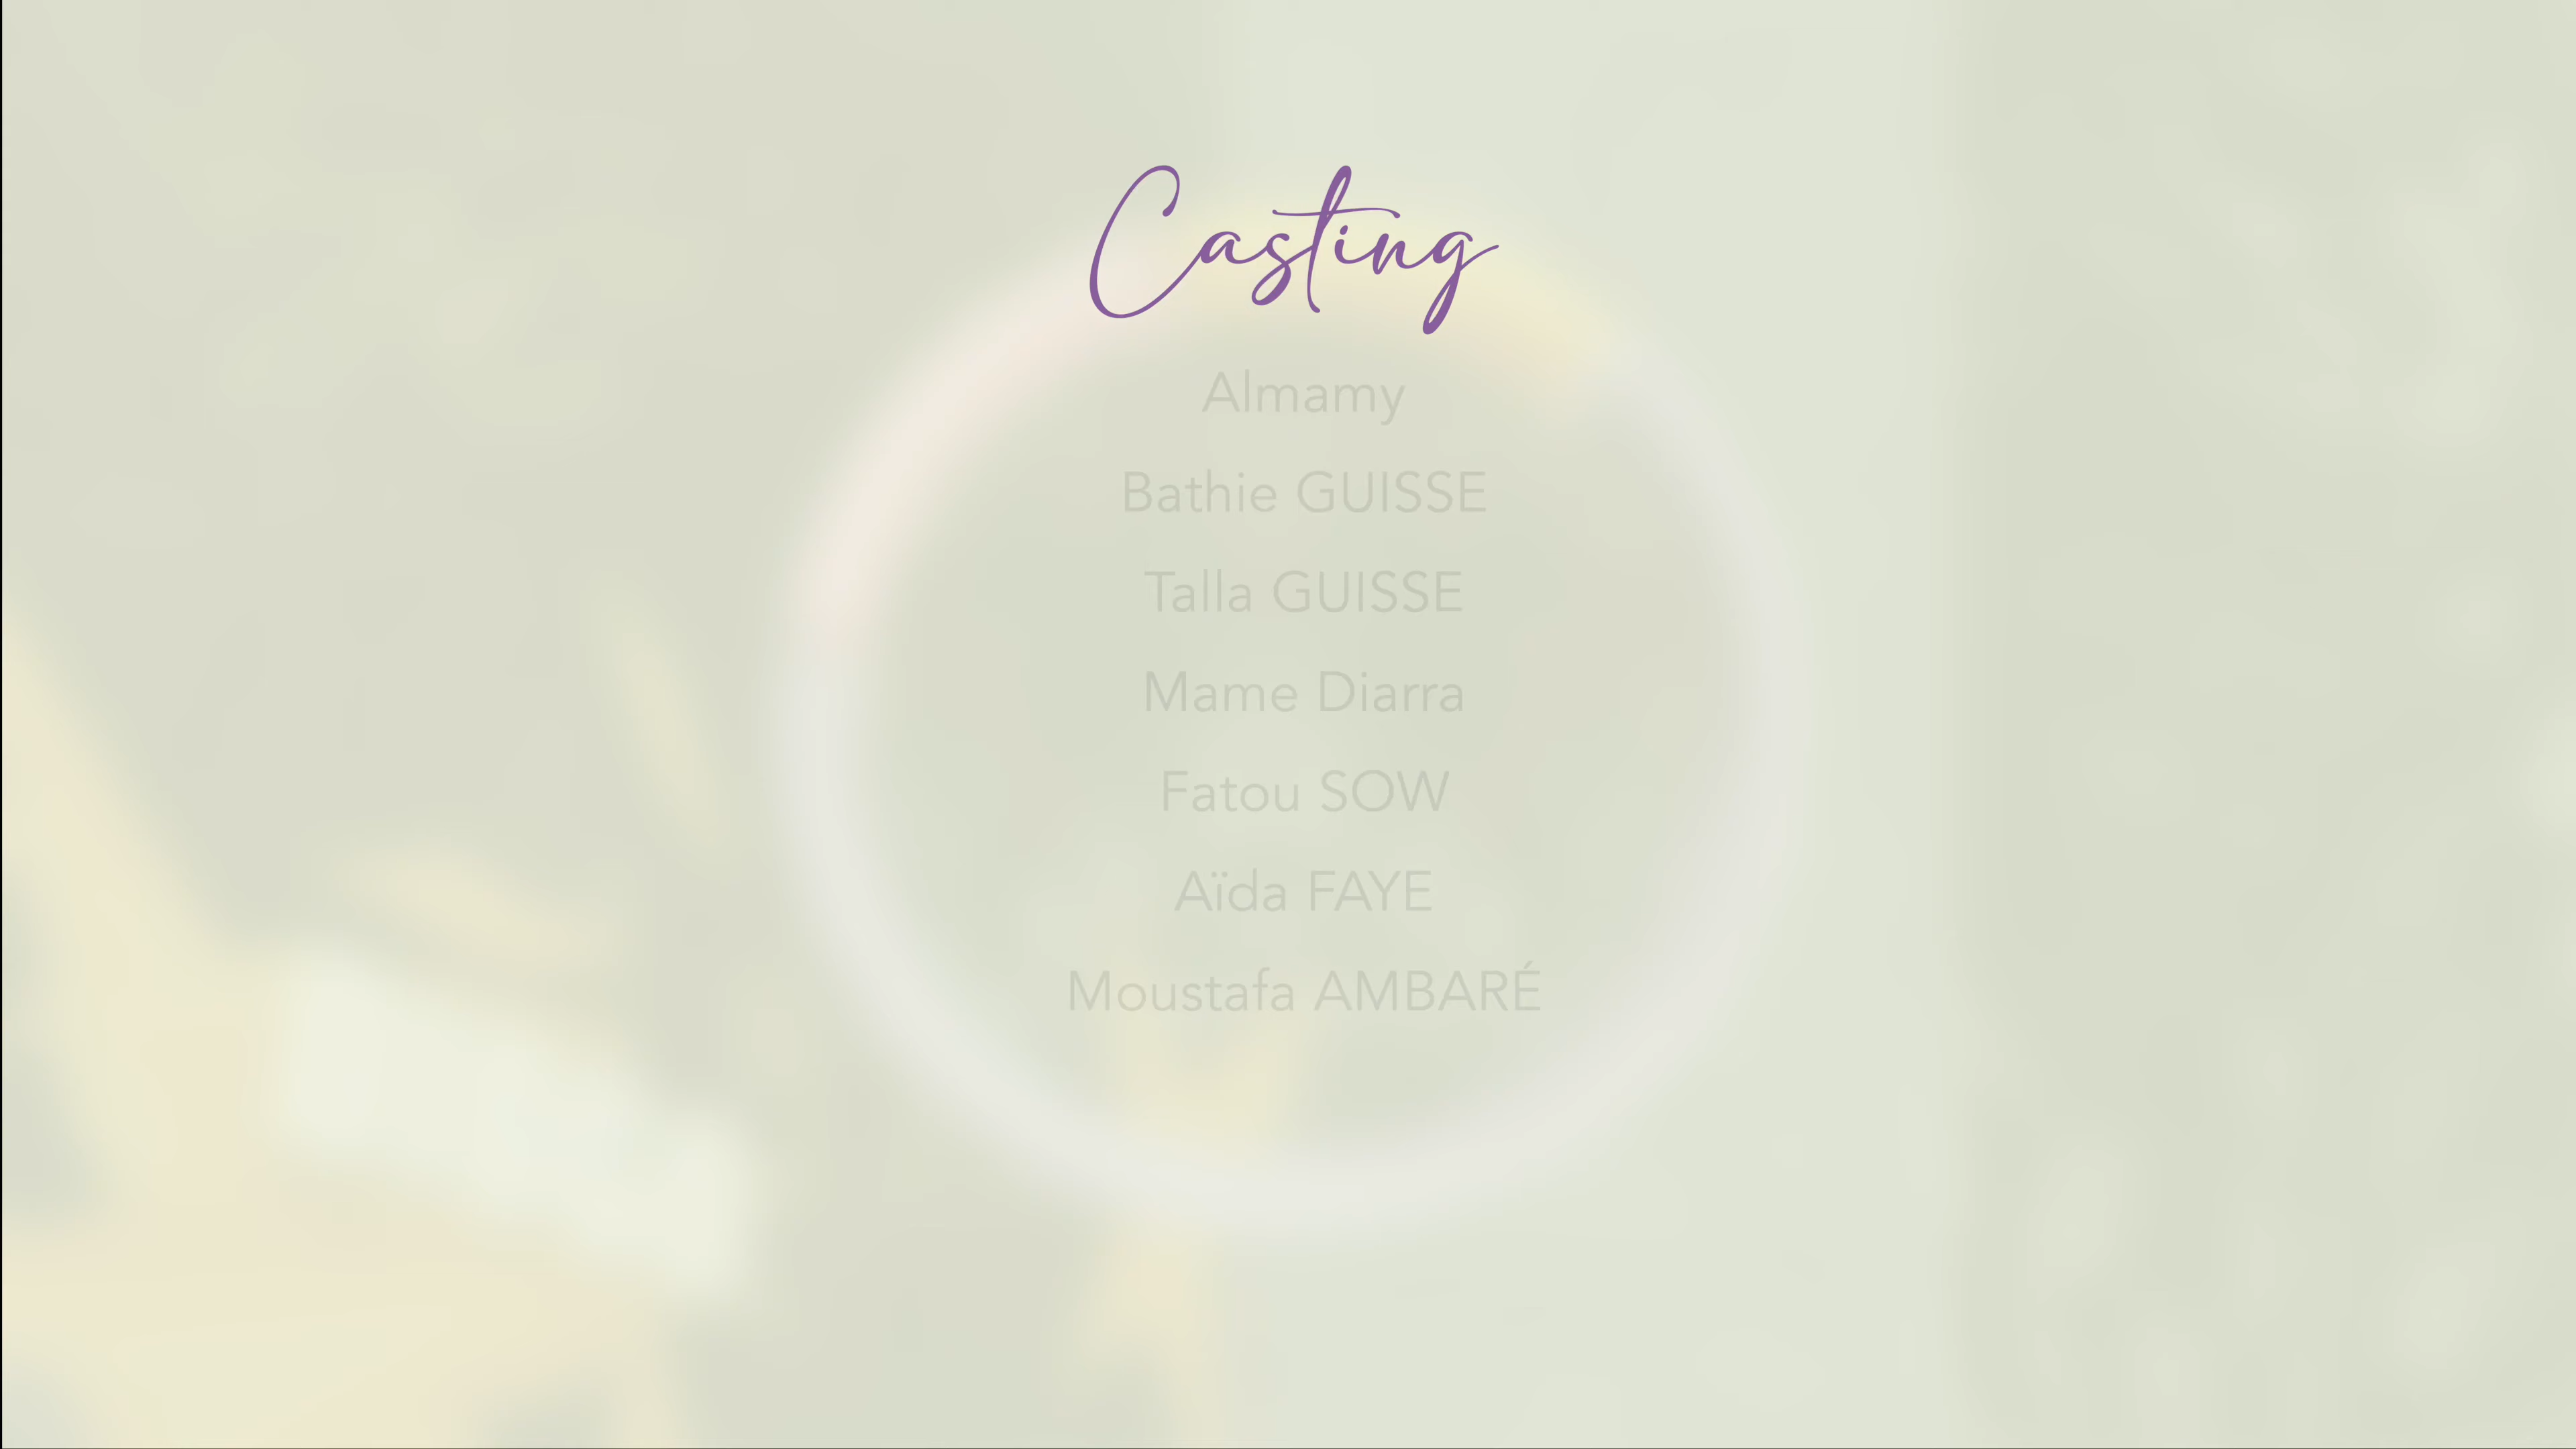 Casting
Almamy
Bathie GUISSE
Talla GUISSE
Mame Diarra
Fatou SOW
Aïda FAYE
Moustafa AMBARÉ